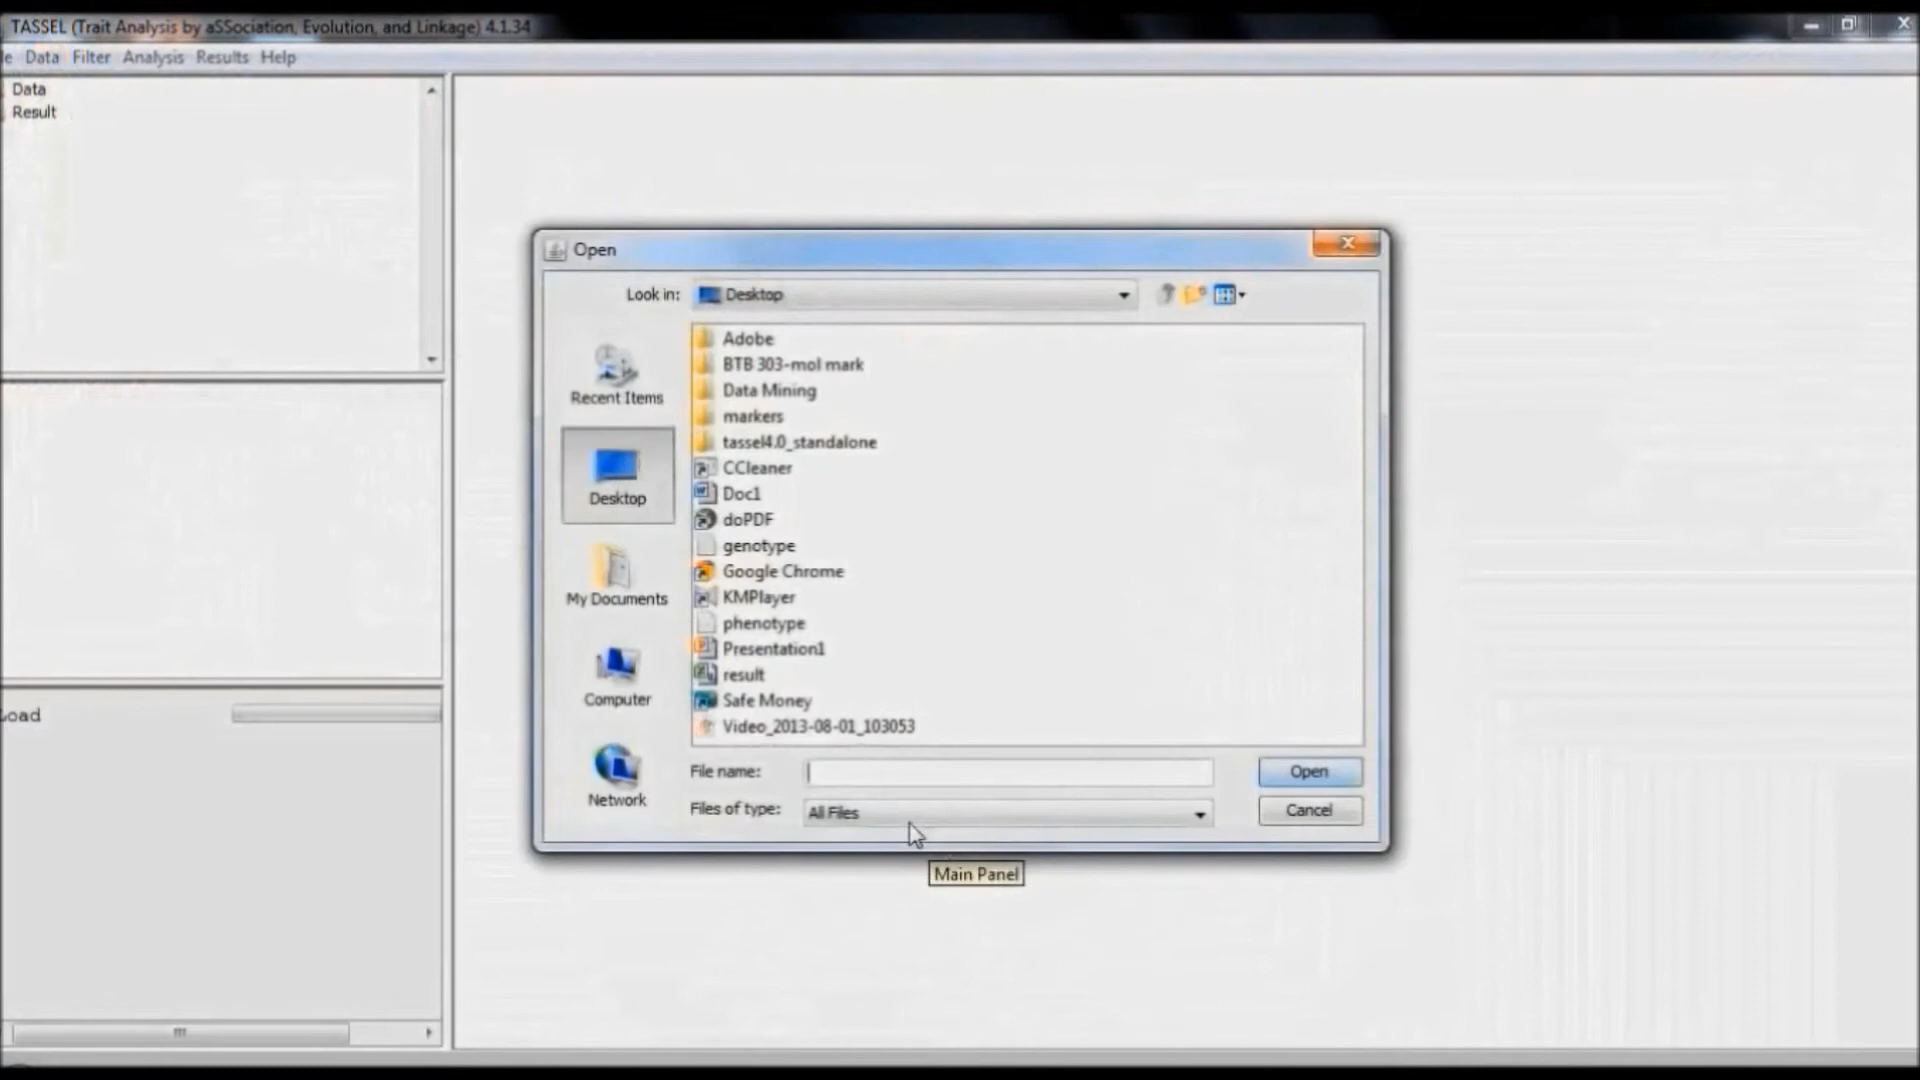 TASSEL (Trait Analysis by aSSociation, Evolution, and Linkage) 4.1.34
le Data Filter Analysis Results Help
Data
Result
Load
Open
Look in: Desktop
Recent Items
Desktop
My Documents
Computer
Network
Adobe
BTB 303-mol mark
Data Mining
markers
tassel4.0_standalone
CCleaner
Doc1
doPDF
genotype
Google Chrome
KMPlayer
phenotype
Presentation1
result
Safe Money
Video_2013-08-01_103053
File name:
Open
Files of type: All Files
Cancel
Main Panel